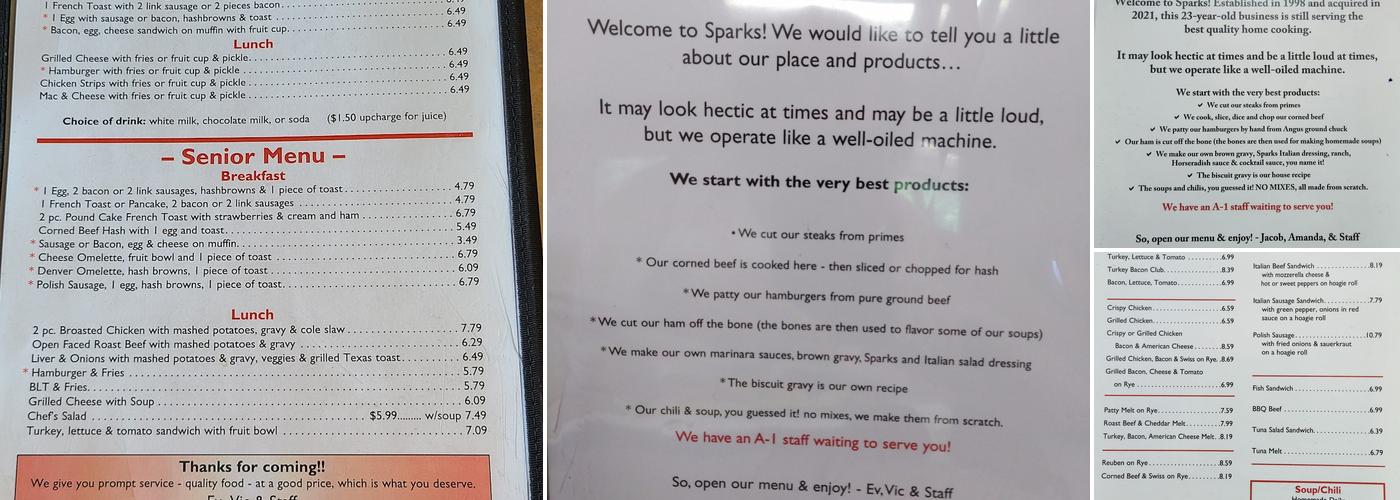 1 French Toast with 2 link sausage or 2 pieces bacon
* 1 Egg with sausage or bacon, hashbrowns & toast 6.49
* Bacon, egg, cheese sandwich on muffin with fruit cup 6.49
Lunch
Grilled Cheese with fries or fruit cup & pickle 6.49
* Hamburger with fries or fruit cup & pickle 6.49
Chicken Strips with fries or fruit cup & pickle 6.49
Mac & Cheese with fries or fruit cup & pickle 6.49
Choice of drink: white milk, chocolate milk, or soda ($1.50 upcharge for juice)
– Senior Menu –
Breakfast
* 1 Egg, 2 bacon or 2 link sausages, hashbrowns & 1 piece of toast 4.79
1 French Toast or Pancake, 2 bacon or 2 link sausages 4.79
2 pc. Pound Cake French Toast with strawberries & cream and ham 6.79
Corned Beef Hash with 1 egg and toast 5.49
* Sausage or Bacon, egg & cheese on muffin 3.49
* Cheese Omelette, fruit bowl and 1 piece of toast 6.79
* Denver Omelette, hash browns, 1 piece of toast 6.09
* Polish Sausage, 1 egg, hash browns, 1 piece of toast 6.79
Lunch
2 pc. Broasted Chicken with mashed potatoes, gravy & cole slaw 7.79
Open Faced Roast Beef with mashed potatoes & gravy 6.29
Liver & Onions with mashed potatoes & gravy, veggies & grilled Texas toast 6.49
* Hamburger & Fries 5.79
BLT & Fries 5.79
Grilled Cheese with Soup 6.09
Chef's Salad $5.99......... w/soup 7.49
Turkey, lettuce & tomato sandwich with fruit bowl 7.09
Thanks for coming!!
We give you prompt service - quality food - at a good price, which is what you deserve.
Ev, Vic & Staff
Welcome to Sparks! We would like to tell you a little
about our place and products...
It may look hectic at times and may be a little loud,
but we operate like a well-oiled machine.
We start with the very best products:
* We cut our steaks from primes
* Our corned beef is cooked here - then sliced or chopped for hash
* We patty our hamburgers from pure ground beef
* We cut our ham off the bone (the bones are then used to flavor some of our soups)
* We make our own marinara sauces, brown gravy, Sparks and Italian salad dressing
* The biscuit gravy is our own recipe
* Our chili & soup, you guessed it! no mixes, we make them from scratch.
We have an A-1 staff waiting to serve you!
So, open our menu & enjoy! - Ev, Vic & Staff
Welcome to Sparks! Established in 1998 and acquired in
2021, this 23-year-old business is still serving the
best quality home cooking.
It may look hectic at times and be a little loud at times,
but we operate like a well-oiled machine.
We start with the very best products:
✓ We cut our steaks from primes
✓ We cook, slice, dice and chop our corned beef
✓ We patty our hamburgers by hand from Angus ground chuck
✓ Our ham is cut off the bone (the bones are then used for making homemade soups)
✓ We make our own brown gravy, Sparks Italian dressing, ranch,
Horseradish sauce & cocktail sauce, you name it!
✓ The biscuit gravy is our house recipe
✓ The soups and chilis, you guessed it! NO MIXES, all made from scratch.
We have an A-1 staff waiting to serve you!
So, open our menu & enjoy! - Jacob, Amanda, & Staff
Turkey, Lettuce & Tomato 6.99
Turkey Bacon Club 8.39
Bacon, Lettuce, Tomato 6.99
Crispy Chicken 6.59
Grilled Chicken 6.59
Crispy or Grilled Chicken
Bacon & American Cheese 8.59
Grilled Chicken, Bacon & Swiss on Rye 8.69
Grilled Bacon, Cheese & Tomato
on Rye 6.99
Patty Melt on Rye 7.59
Roast Beef & Cheddar Melt 7.99
Turkey, Bacon, American Cheese Melt 8.19
Reuben on Rye 8.59
Corned Beef & Swiss on Rye 8.19
Italian Beef Sandwich 8.19
with mozzerella cheese &
hot or sweet peppers on hoagie roll
Italian Sausage Sandwich 7.79
with green pepper, onions in red
sauce on a hoagie roll
Polish Sausage 10.79
with fried onions & sauerkraut
on a hoagie roll
Fish Sandwich 6.99
BBQ Beef 6.99
Tuna Salad Sandwich 6.39
Tuna Melt 6.79
Soup/Chili